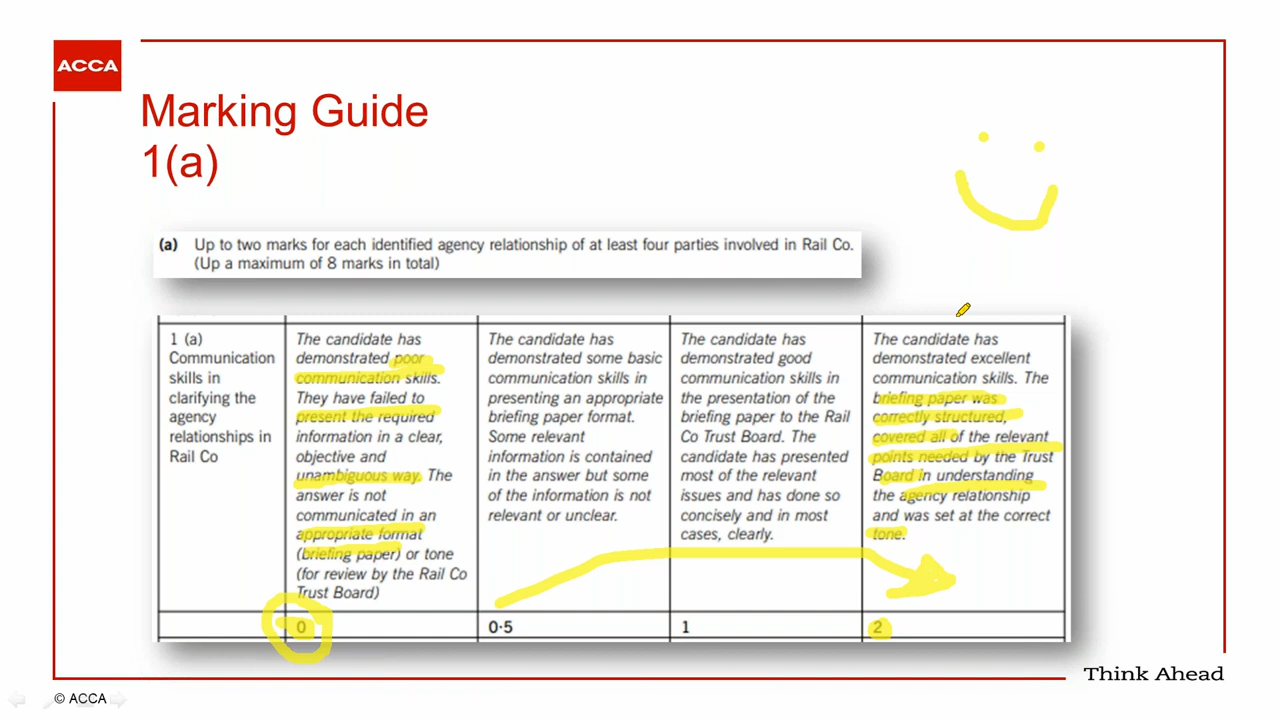 ACCA
Marking Guide
1(a)
(a) Up to two marks for each identified agency relationship of at least four parties involved in Rail Co.
(Up a maximum of 8 marks in total)
1 (a)
Communication
skills in
clarifying the
agency
relationships in
Rail Co
The candidate has
demonstrated poor
communication skills.
They have failed to
present the required
information in a clear,
objective and
unambiguous way. The
answer is not
communicated in an
appropriate format
(briefing paper) or tone
(for review by the Rail Co
Trust Board)
The candidate has
demonstrated some basic
communication skills in
presenting an appropriate
briefing paper format.
Some relevant
information is contained
in the answer but some
of the information is not
relevant or unclear.
The candidate has
demonstrated good
communication skills in
the presentation of the
briefing paper to the Rail
Co Trust Board. The
candidate has presented
most of the relevant
issues and has done so
concisely and in most
cases, clearly.
The candidate has
demonstrated excellent
communication skills. The
briefing paper was
correctly structured,
covered all of the relevant
points needed by the Trust
Board in understanding
the agency relationship
and was set at the correct
tone.
0
0·5
1
2
Think Ahead
© ACCA